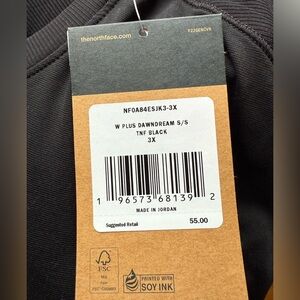 thenorthface.com
NF0A84ESJK3-3X
W PLUS DAWNDREAM S/S
TNF BLACK
3X
1 96573 68139 2
MADE IN JORDAN
Suggested Retail
55.00
FSC
PRINTED WITH
SOY INK